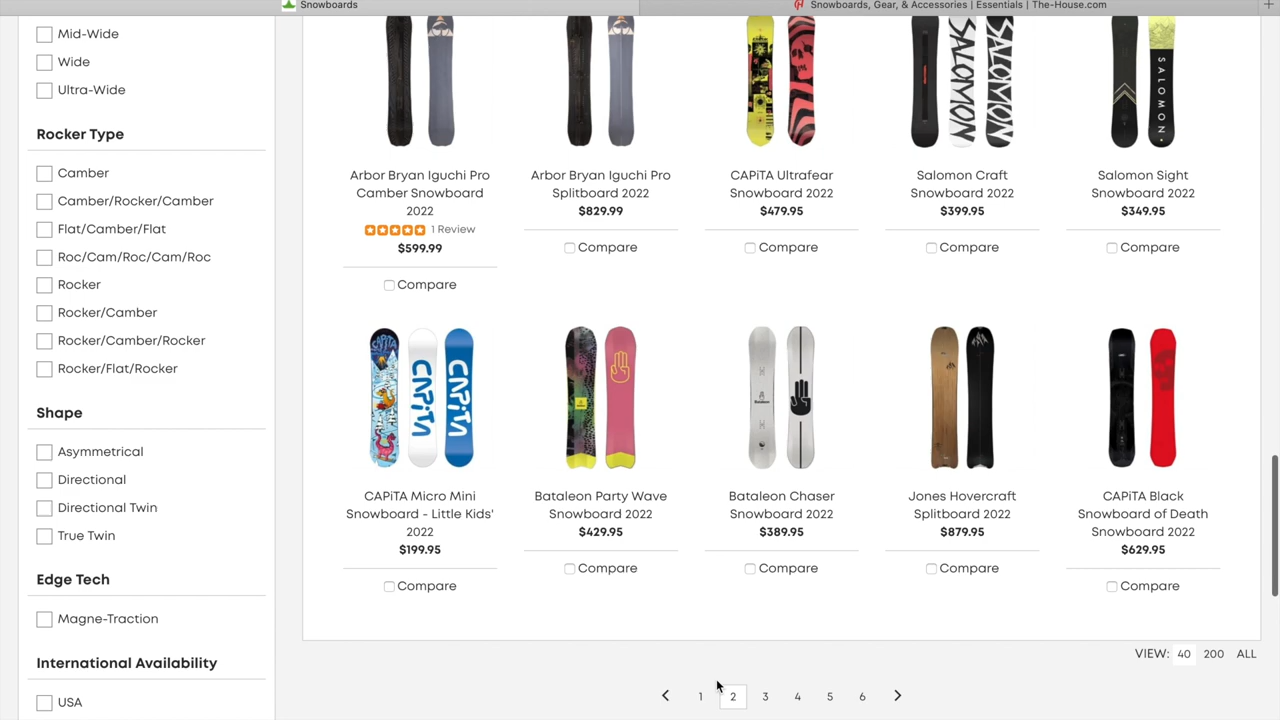 Snowboards
Snowboards, Gear, & Accessories | Essentials | The-House.com
Mid-Wide
Wide
Ultra-Wide
Rocker Type
Camber
Camber/Rocker/Camber
Flat/Camber/Flat
Roc/Cam/Roc/Cam/Roc
Rocker
Rocker/Camber
Rocker/Camber/Rocker
Rocker/Flat/Rocker
Shape
Asymmetrical
Directional
Directional Twin
True Twin
Edge Tech
Magne-Traction
International Availability
USA
SALOMON
SALOMON
SALOMON
Arbor Bryan Iguchi Pro
Camber Snowboard
2022
1 Review
$599.99
Compare
Arbor Bryan Iguchi Pro
Splitboard 2022
$829.99
Compare
CAPiTA Ultrafear
Snowboard 2022
$479.95
Compare
Salomon Craft
Snowboard 2022
$399.95
Compare
Salomon Sight
Snowboard 2022
$349.95
Compare
CAPiTA
CAPiTA
CAPiTA
Bataleon
CAPiTA Micro Mini
Snowboard - Little Kids'
2022
$199.95
Compare
Bataleon Party Wave
Snowboard 2022
$429.95
Compare
Bataleon Chaser
Snowboard 2022
$389.95
Compare
Jones Hovercraft
Splitboard 2022
$879.95
Compare
CAPiTA Black
Snowboard of Death
Snowboard 2022
$629.95
Compare
VIEW: 40 200 ALL
1 2 3 4 5 6